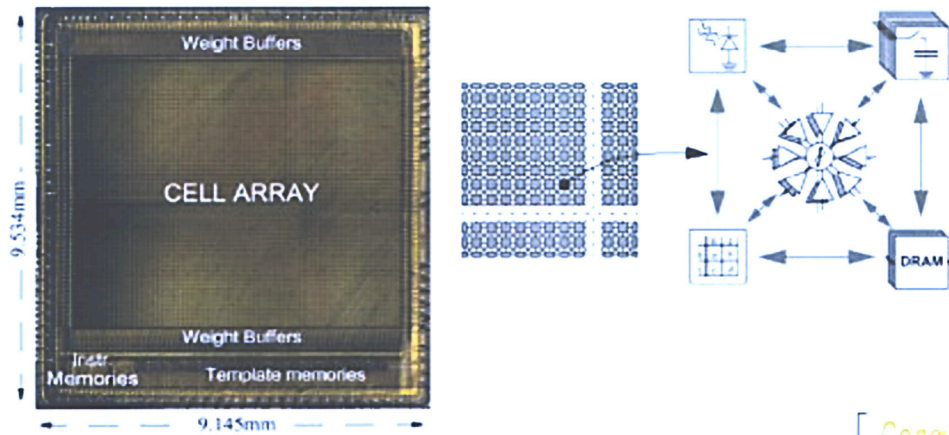 Weight Buffers
CELL ARRAY
9.534mm
Weight Buffers
Instr.
Memories
Template memories
9.145mm
DRAM